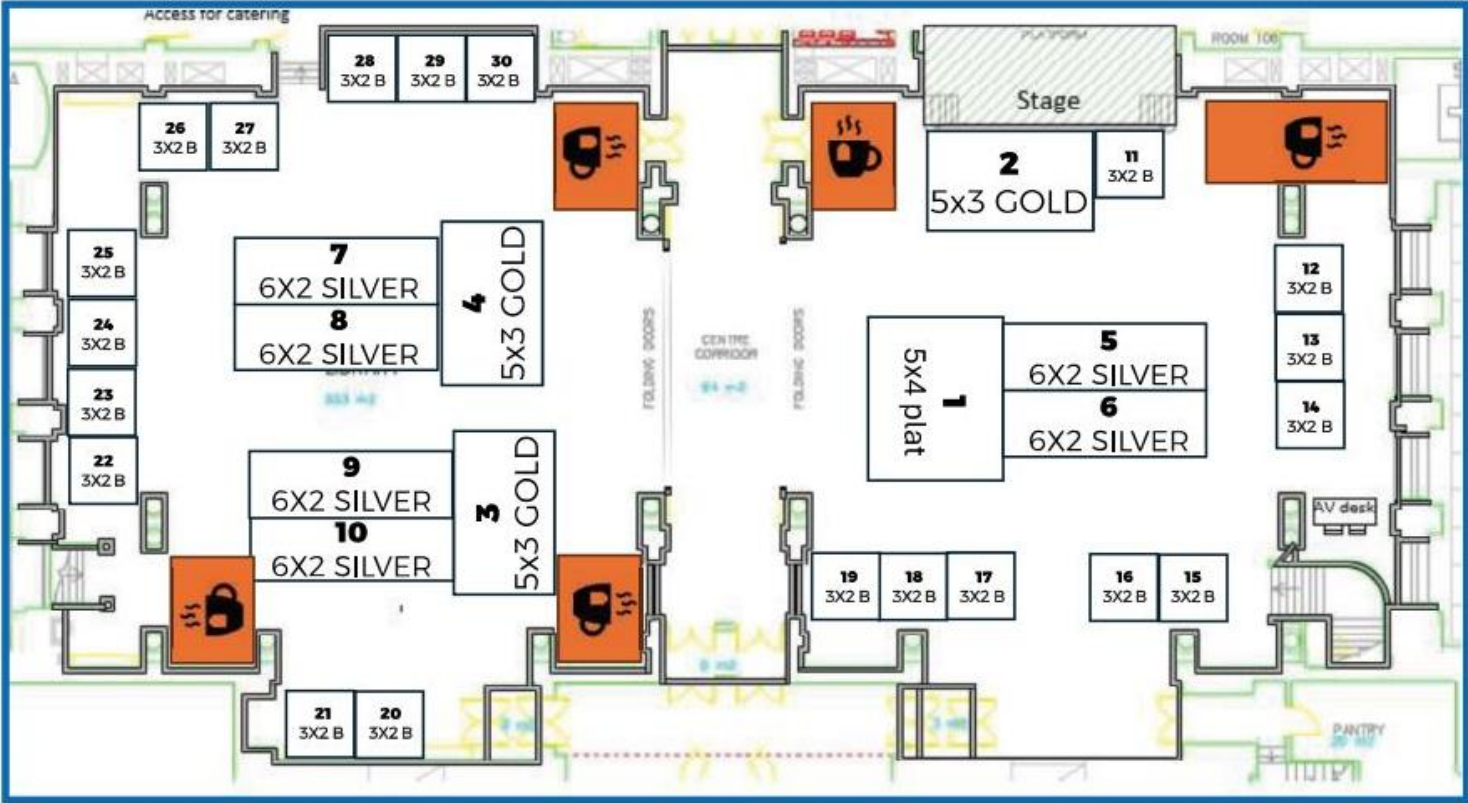 Access for catering
28
3X2 B
29
3X2 B
30
3X2 B
PLATFORM
Stage
ROOM 106
26
3X2 B
27
3X2 B
2
5x3 GOLD
11
3X2 B
25
3X2 B
24
3X2 B
23
3X2 B
22
3X2 B
7
6X2 SILVER
8
6X2 SILVER
4
5x3 GOLD
LIBRARY
9
6X2 SILVER
10
6X2 SILVER
3
5x3 GOLD
FOLDING DOORS
CENTRE
CORRIDOR
FOLDING DOORS
1
5x4 plat
5
6X2 SILVER
6
6X2 SILVER
12
3X2 B
13
3X2 B
14
3X2 B
AV desk
19
3X2 B
18
3X2 B
17
3X2 B
16
3X2 B
15
3X2 B
21
3X2 B
20
3X2 B
PANTRY